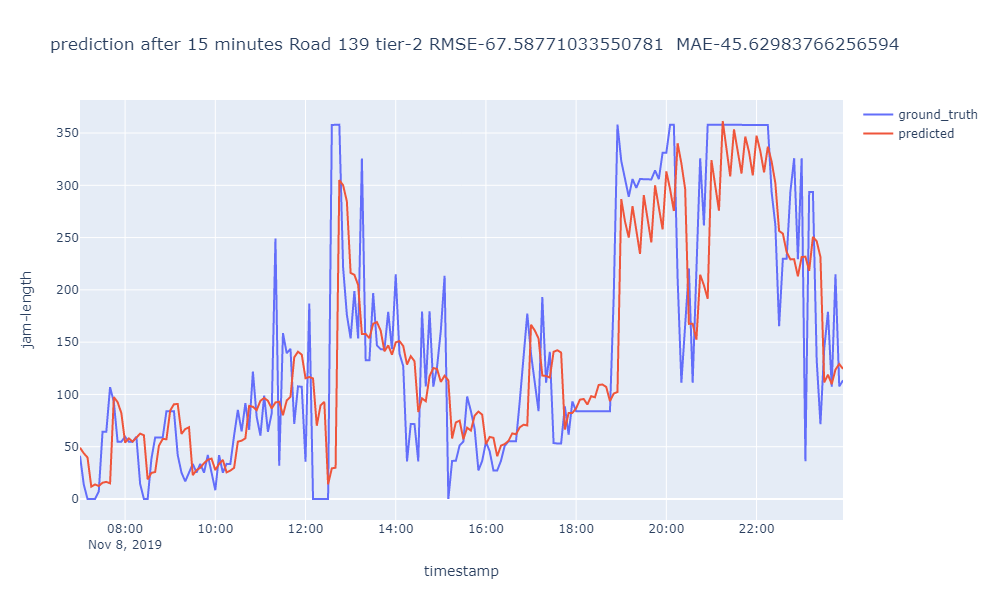 prediction after 15 minutes Road 139 tier-2 RMSE-67.58771033550781  MAE-45.62983766256594
ground_truth
predicted
350
300
250
200
150
100
50
0
jam-length
08:00 10:00 12:00 14:00 16:00 18:00 20:00 22:00
Nov 8, 2019
timestamp